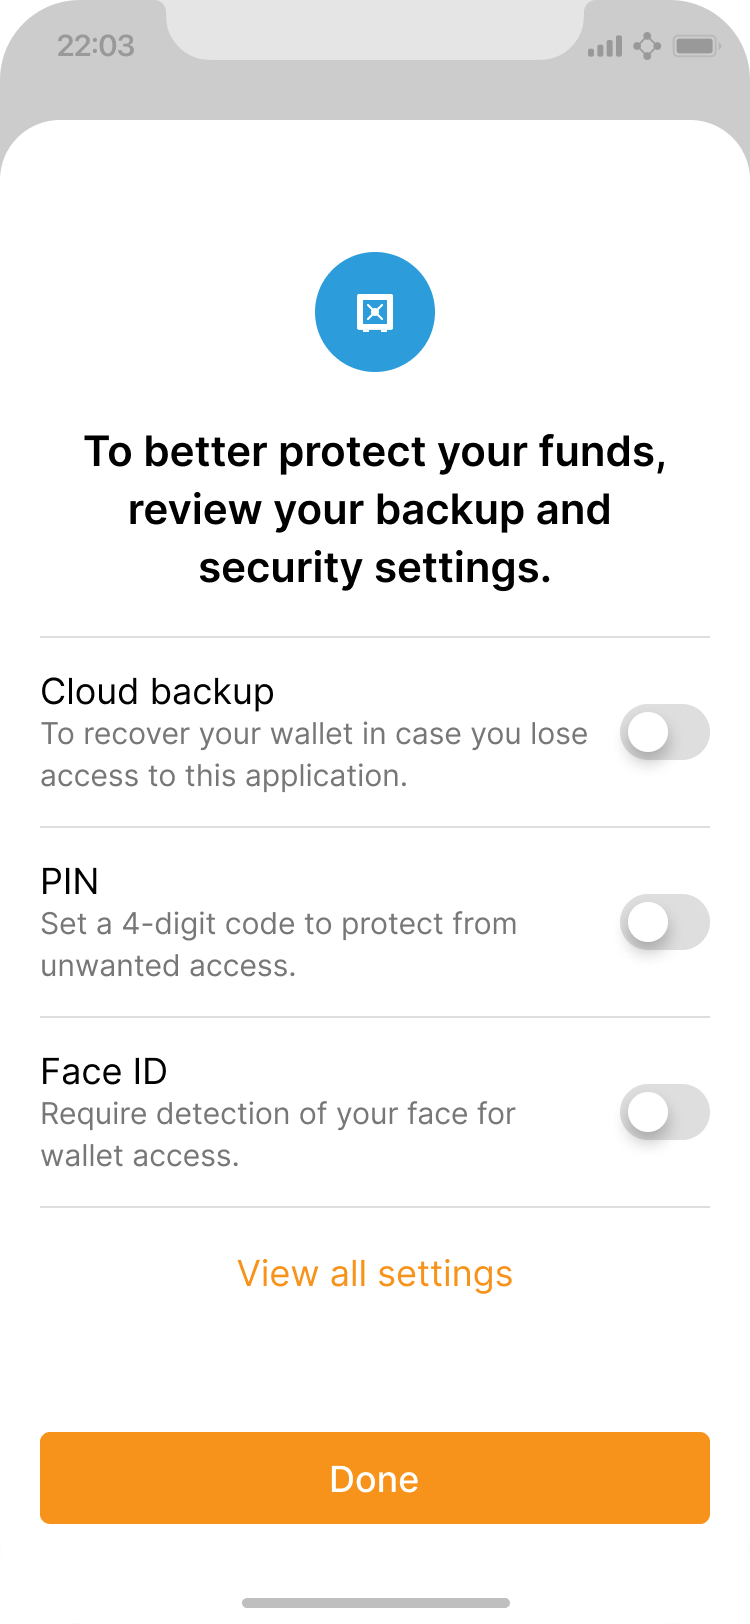 22:03
To better protect your funds,
review your backup and
security settings.
Cloud backup
To recover your wallet in case you lose
access to this application.
PIN
Set a 4-digit code to protect from
unwanted access.
Face ID
Require detection of your face for
wallet access.
View all settings
Done